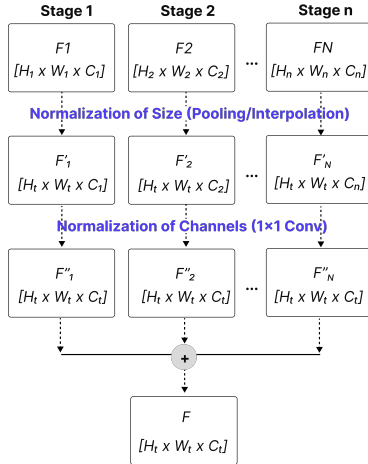 Stage 1 Stage 2 Stage n
F1 F2 FN
[H₁ x W₁ x C₁] [H₂ x W₂ x C₂] ... [Hₙ x Wₙ x Cₙ]
Normalization of Size (Pooling/Interpolation)
F'₁ F'₂ F'_N
[Hₜ x Wₜ x C₁] [Hₜ x Wₜ x C₂] ... [Hₜ x Wₜ x Cₙ]
Normalization of Channels (1×1 Conv)
F"₁ F"₂ F"_N
[Hₜ x Wₜ x Cₜ] [Hₜ x Wₜ x Cₜ] ... [Hₜ x Wₜ x Cₜ]
+
F
[Hₜ x Wₜ x Cₜ]